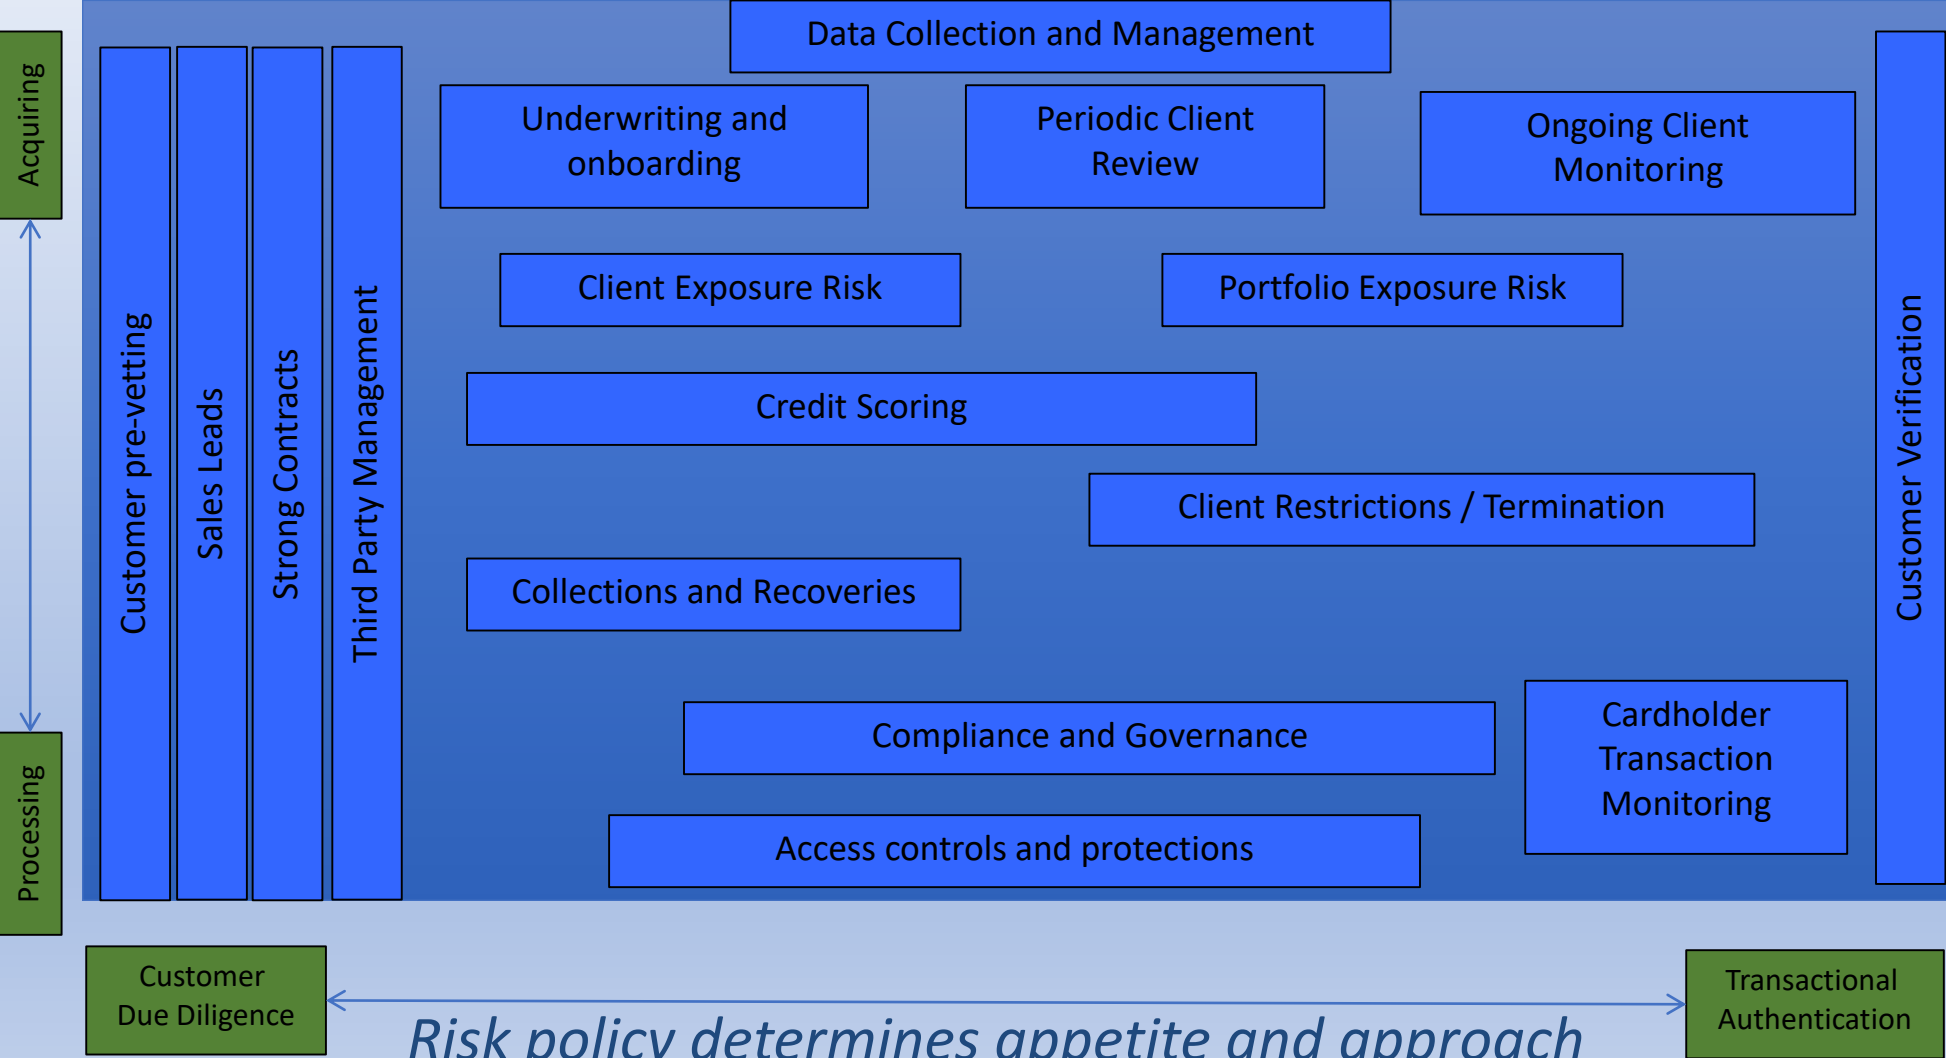 Data Collection and Management
Acquiring
Underwriting and
onboarding
Periodic Client
Review
Ongoing Client
Monitoring
Client Exposure Risk
Portfolio Exposure Risk
Customer pre-vetting
Sales Leads
Strong Contracts
Third Party Management
Credit Scoring
Customer Verification
Client Restrictions / Termination
Collections and Recoveries
Compliance and Governance
Cardholder
Transaction
Monitoring
Processing
Access controls and protections
Customer
Due Diligence
Transactional
Authentication
Risk policy determines appetite and approach